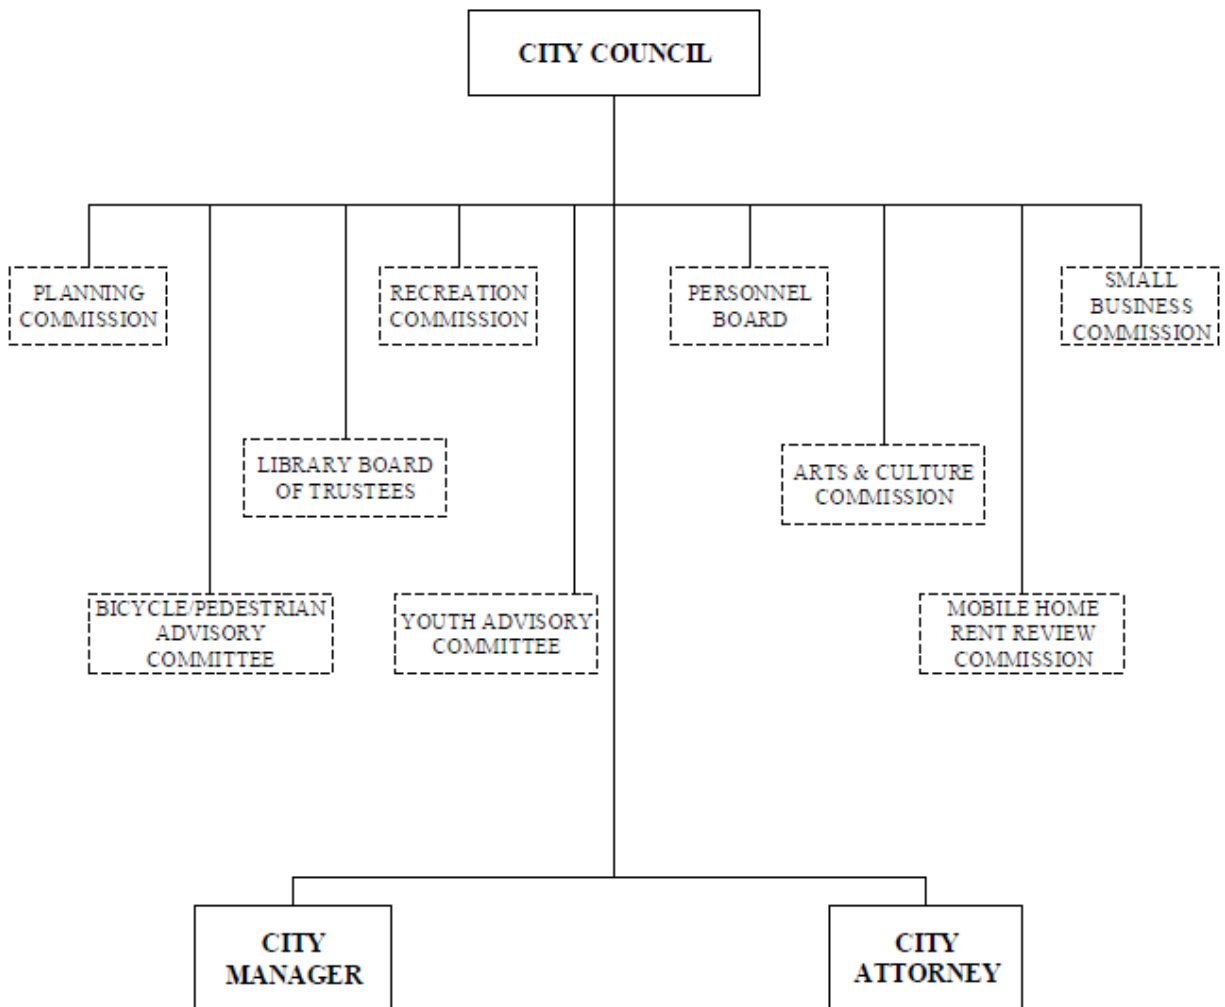 CITY COUNCIL
PLANNING
COMMISSION
RECREATION
COMMISSION
PERSONNEL
BOARD
SMALL
BUSINESS
COMMISSION
LIBRARY BOARD
OF TRUSTEES
ARTS & CULTURE
COMMISSION
BICYCLE/PEDESTRIAN
ADVISORY
COMMITTEE
YOUTH ADVISORY
COMMITTEE
MOBILE HOME
RENT REVIEW
COMMISSION
CITY
MANAGER
CITY
ATTORNEY